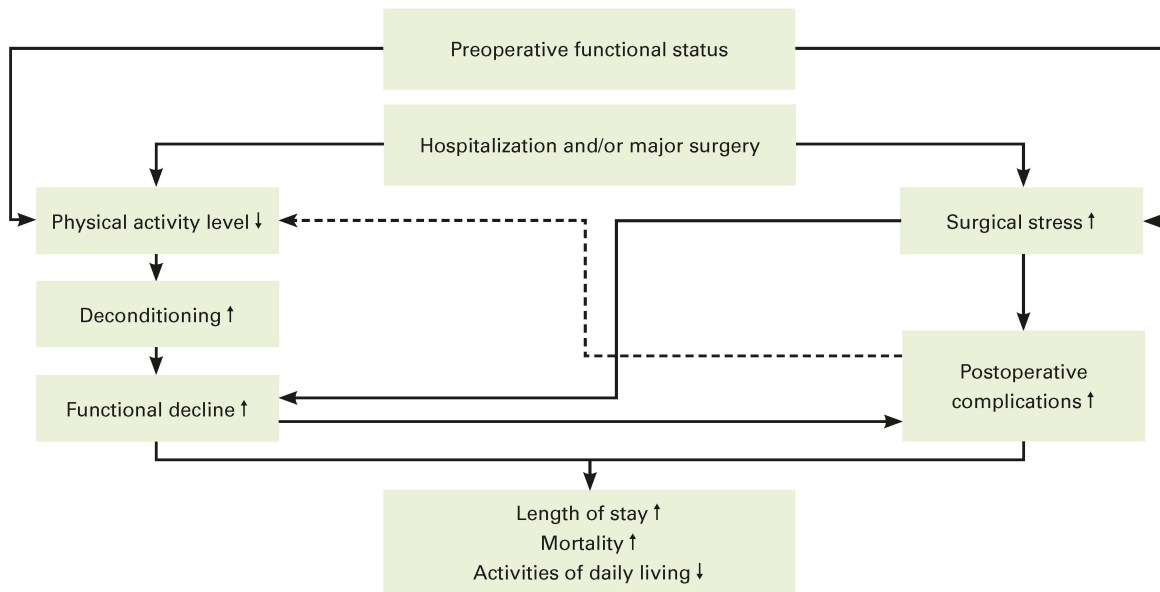 Preoperative functional status
Hospitalization and/or major surgery
Physical activity level ↓
Surgical stress ↑
Deconditioning ↑
Postoperative
complications ↑
Functional decline ↑
Length of stay ↑
Mortality ↑
Activities of daily living ↓